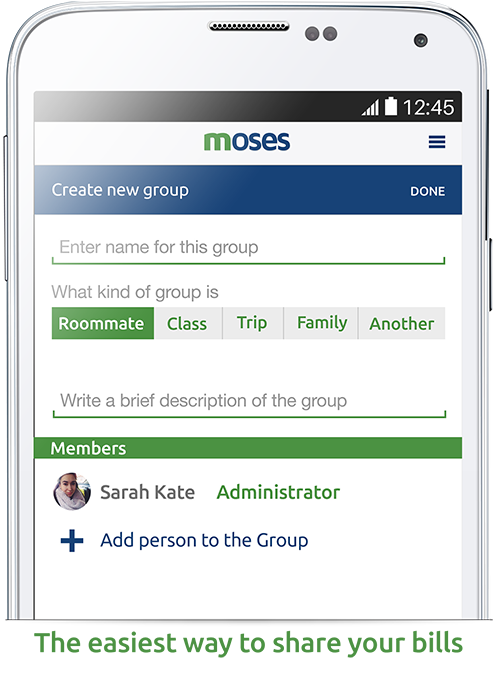 12:45
moses
Create new group DONE
Enter name for this group
What kind of group is
Roommate Class Trip Family Another
Write a brief description of the group
Members
Sarah Kate Administrator
Add person to the Group
The easiest way to share your bills